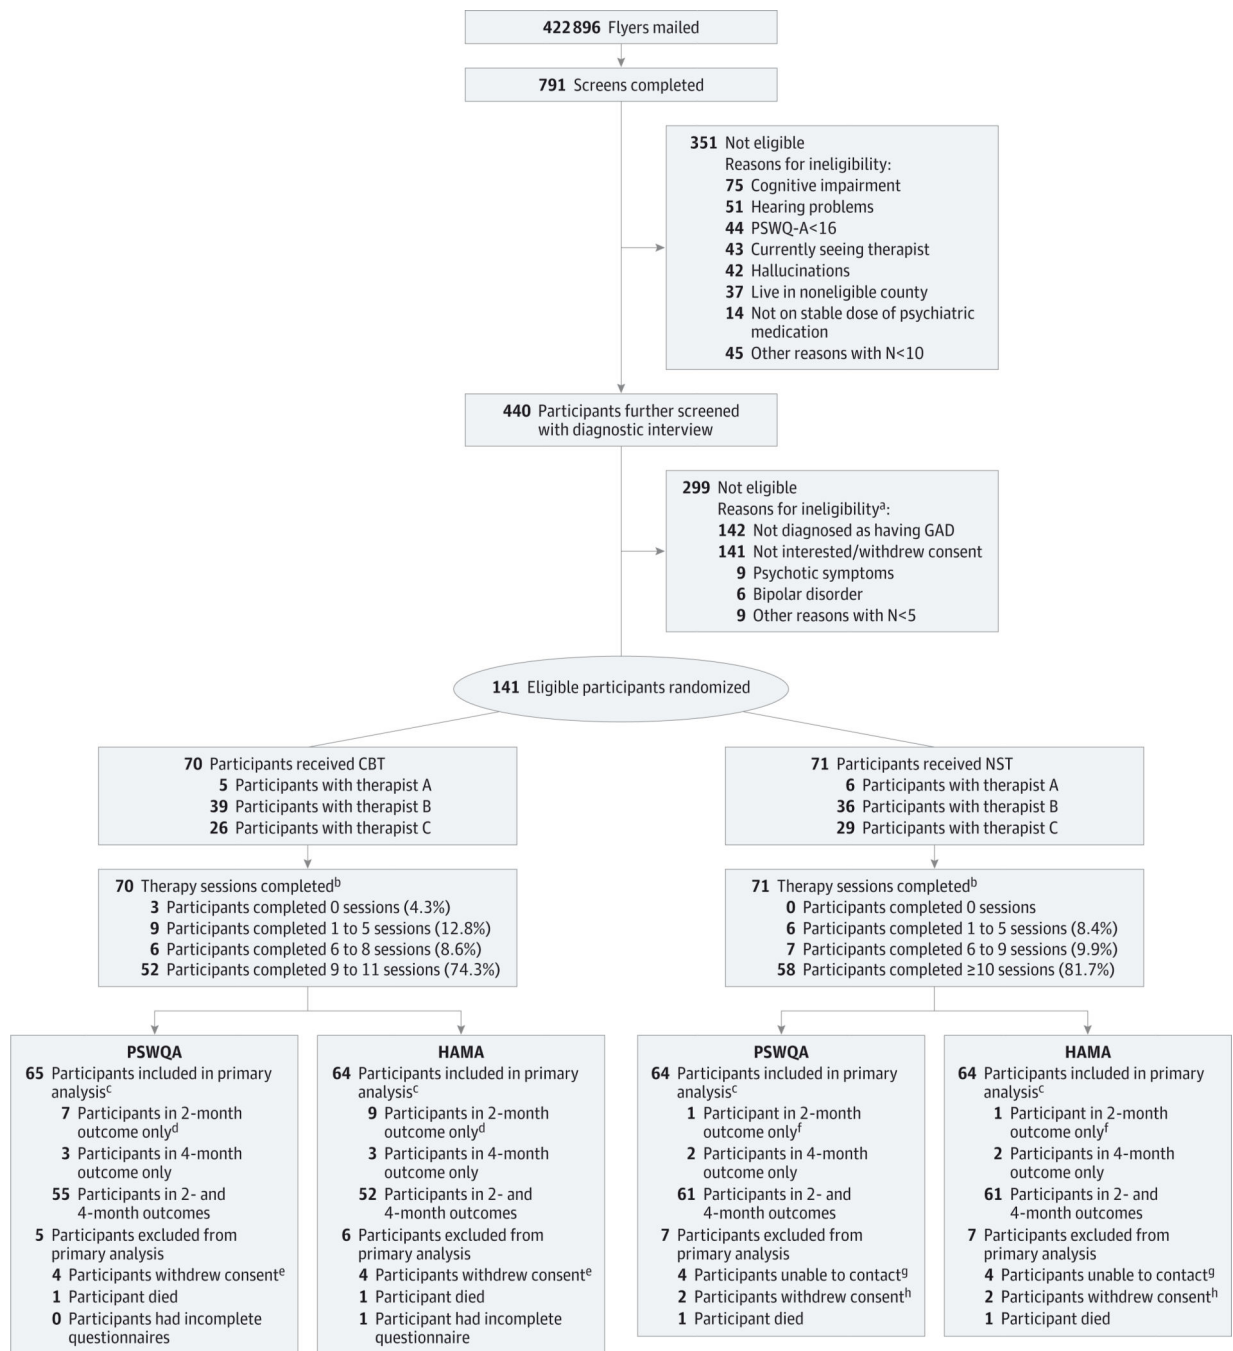 422 896 Flyers mailed
791 Screens completed
351 Not eligible
Reasons for ineligibility:
75 Cognitive impairment
51 Hearing problems
44 PSWQ-A<16
43 Currently seeing therapist
42 Hallucinations
37 Live in noneligible county
14 Not on stable dose of psychiatric
medication
45 Other reasons with N<10
440 Participants further screened
with diagnostic interview
299 Not eligible
Reasons for ineligibilityᵃ:
142 Not diagnosed as having GAD
141 Not interested/withdrew consent
9 Psychotic symptoms
6 Bipolar disorder
9 Other reasons with N<5
141 Eligible participants randomized
70 Participants received CBT
5 Participants with therapist A
39 Participants with therapist B
26 Participants with therapist C
71 Participants received NST
6 Participants with therapist A
36 Participants with therapist B
29 Participants with therapist C
70 Therapy sessions completedᵇ
3 Participants completed 0 sessions (4.3%)
9 Participants completed 1 to 5 sessions (12.8%)
6 Participants completed 6 to 8 sessions (8.6%)
52 Participants completed 9 to 11 sessions (74.3%)
71 Therapy sessions completedᵇ
0 Participants completed 0 sessions
6 Participants completed 1 to 5 sessions (8.4%)
7 Participants completed 6 to 9 sessions (9.9%)
58 Participants completed ≥10 sessions (81.7%)
PSWQA
65 Participants included in primary
analysisᶜ
7 Participants in 2-month
outcome onlyᵈ
3 Participants in 4-month
outcome only
55 Participants in 2- and
4-month outcomes
5 Participants excluded from
primary analysis
4 Participants withdrew consentᵉ
1 Participant died
0 Participants had incomplete
questionnaires
HAMA
64 Participants included in primary
analysisᶜ
9 Participants in 2-month
outcome onlyᵈ
3 Participants in 4-month
outcome only
52 Participants in 2- and
4-month outcomes
6 Participants excluded from
primary analysis
4 Participants withdrew consentᵉ
1 Participant died
1 Participant had incomplete
questionnaire
PSWQA
64 Participants included in primary
analysisᶜ
1 Participant in 2-month
outcome onlyᶠ
2 Participants in 4-month
outcome only
61 Participants in 2- and
4-month outcomes
7 Participants excluded from
primary analysis
4 Participants unable to contactᵍ
2 Participants withdrew consentʰ
1 Participant died
HAMA
64 Participants included in primary
analysisᶜ
1 Participant in 2-month
outcome onlyᶠ
2 Participants in 4-month
outcome only
61 Participants in 2- and
4-month outcomes
7 Participants excluded from
primary analysis
4 Participants unable to contactᵍ
2 Participants withdrew consentʰ
1 Participant died